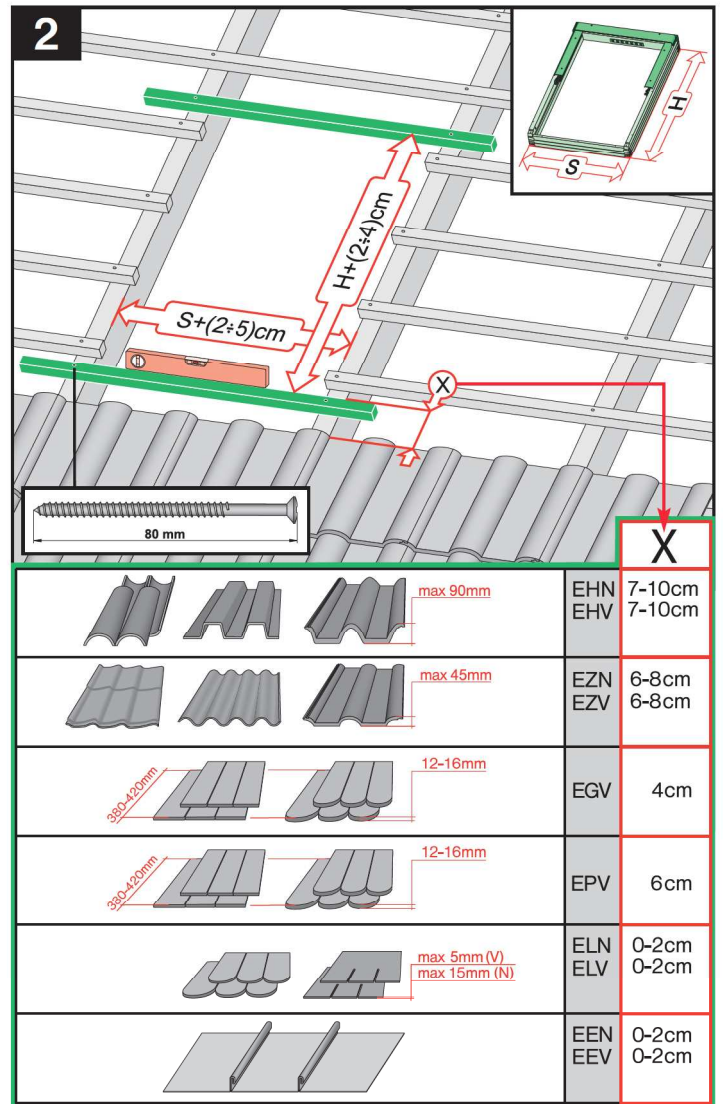 2
H
S
H+(2÷4)cm
S+(2÷5)cm
X
80 mm
X
max 90mm
EHN 7-10cm
EHV 7-10cm
max 45mm
EZN 6-8cm
EZV 6-8cm
12-16mm
380-420mm
EGV 4cm
12-16mm
380-420mm
EPV 6cm
max 5mm (V)
max 15mm (N)
ELN 0-2cm
ELV 0-2cm
EEN 0-2cm
EEV 0-2cm